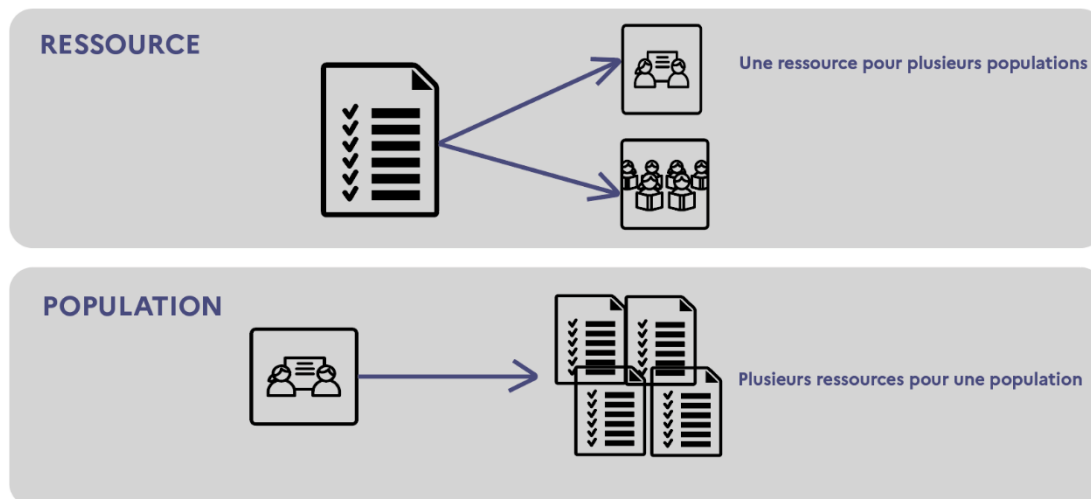 RESSOURCE
Une ressource pour plusieurs populations
POPULATION
Plusieurs ressources pour une population